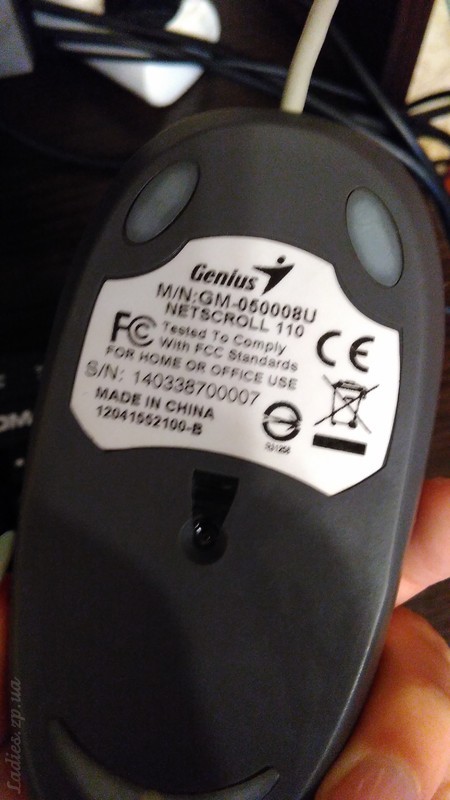 Genius
M/N:GM-050008U
NETSCROLL 110
FC Tested To Comply
With FCC Standards
FOR HOME OR OFFICE USE
CE
S/N: 140338700007
MADE IN CHINA
12041552100-B
Ladies.zp.ua